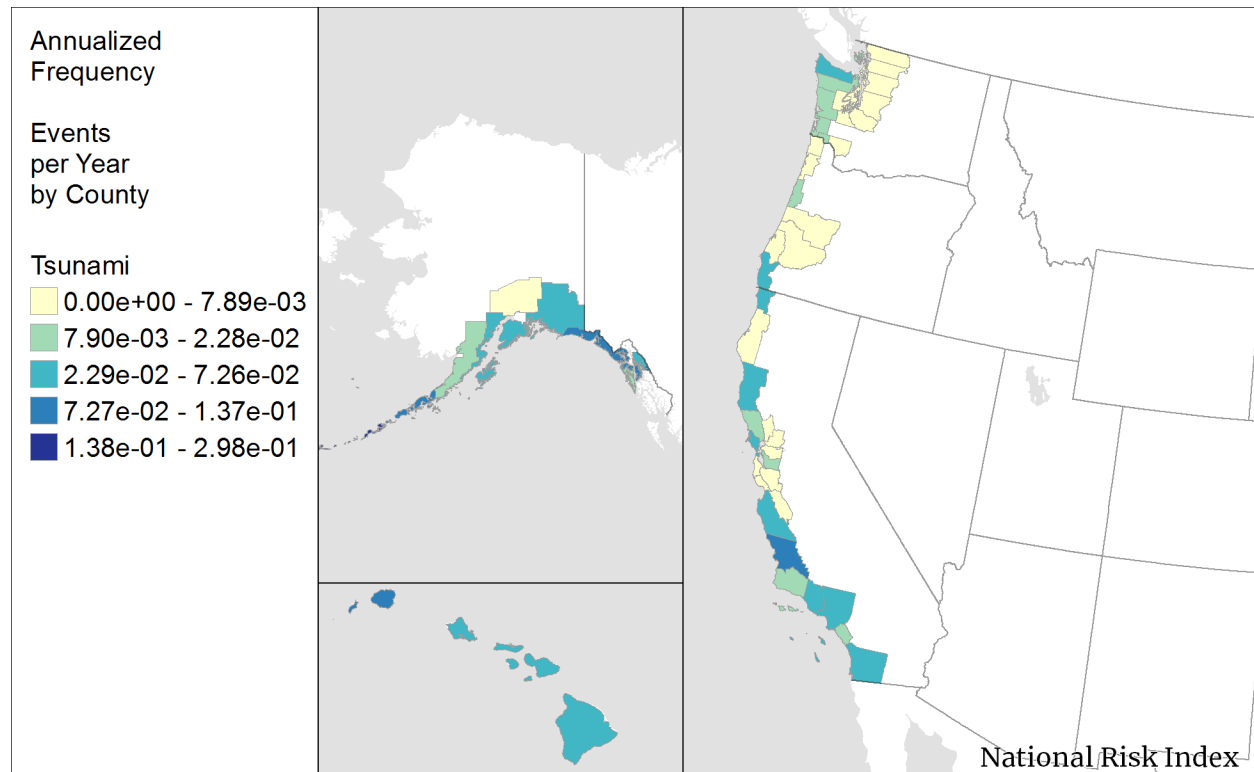 Annualized
Frequency
Events
per Year
by County
Tsunami
0.00e+00 - 7.89e-03
7.90e-03 - 2.28e-02
2.29e-02 - 7.26e-02
7.27e-02 - 1.37e-01
1.38e-01 - 2.98e-01
National Risk Index